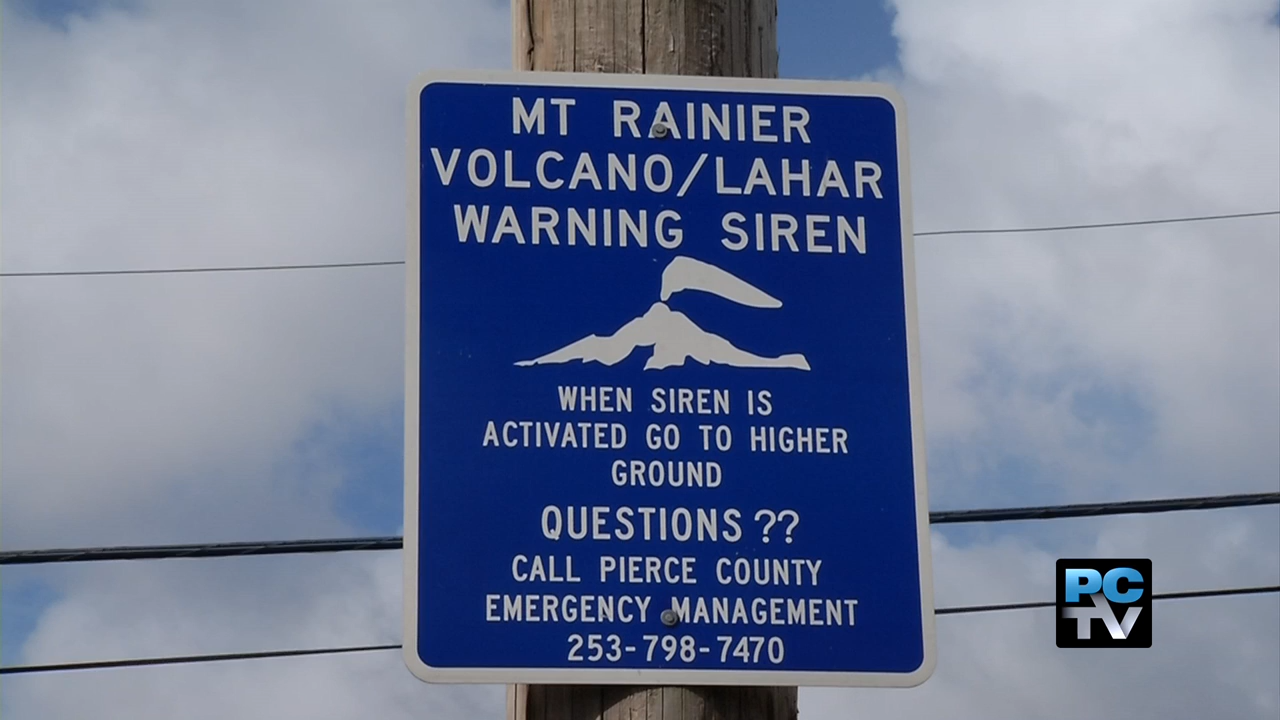 MT RAINIER
VOLCANO/LAHAR
WARNING SIREN
WHEN SIREN IS
ACTIVATED GO TO HIGHER
GROUND
QUESTIONS ??
CALL PIERCE COUNTY
EMERGENCY MANAGEMENT
253-798-7470
PC
TV